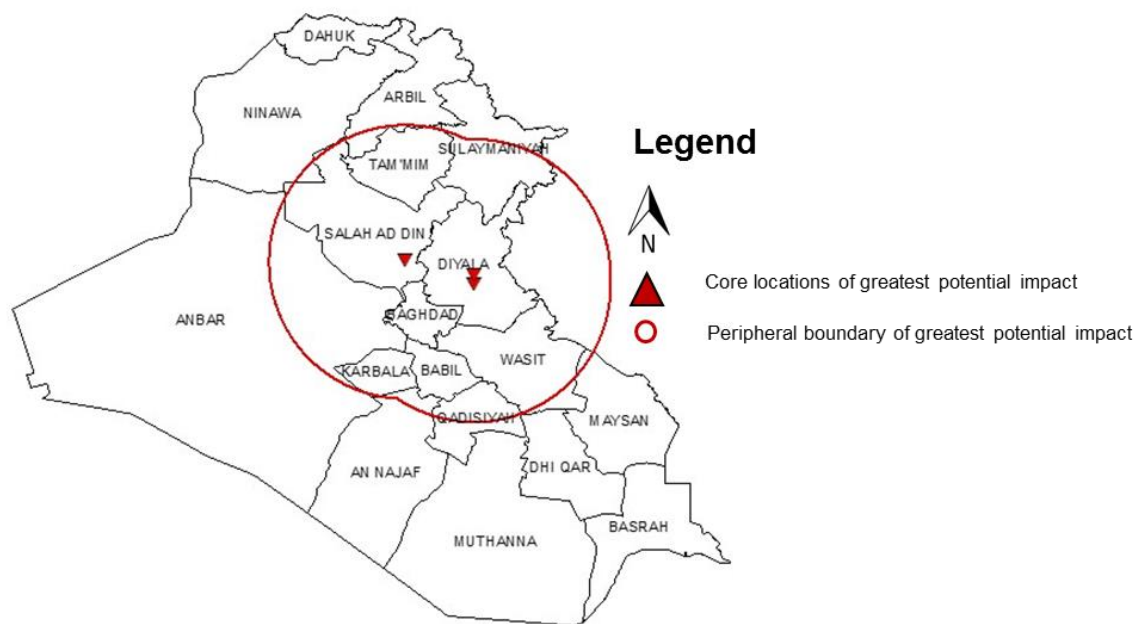 DAHUK
ARBIL
NINAWA
SULAYMANIYAH
TAM'MIM
SALAH AD DIN
DIYALA
BAGHDAD
ANBAR
WASIT
KARBALA
BABIL
QADISIYAH
MAYSAN
AN NAJAF
DHI QAR
BASRAH
MUTHANNA
Legend
N
Core locations of greatest potential impact
Peripheral boundary of greatest potential impact